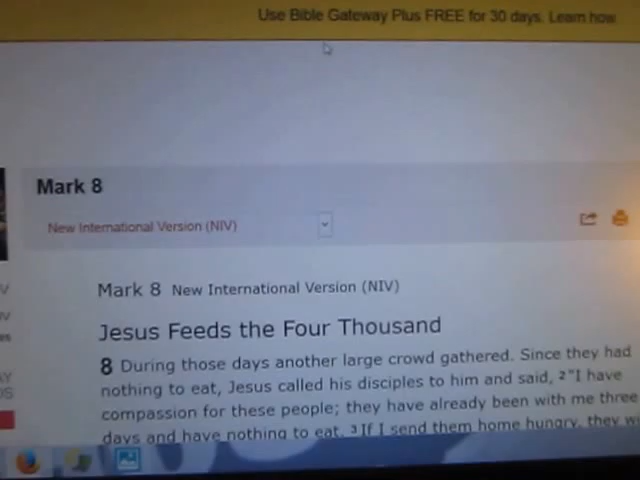 Use Bible Gateway Plus FREE for 30 days. Learn how
Mark 8
New International Version (NIV)
Mark 8 New International Version (NIV)
Jesus Feeds the Four Thousand
8 During those days another large crowd gathered. Since they had
nothing to eat, Jesus called his disciples to him and said, 2 "I have
compassion for these people; they have already been with me three
days and have nothing to eat. 3 If I send them home hungry, they